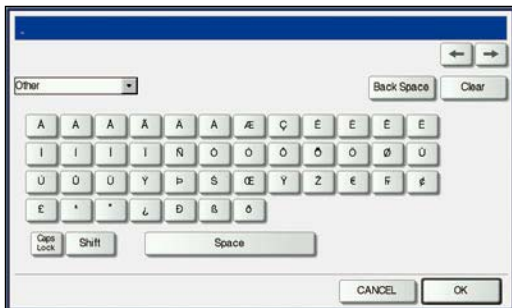 Other
Back Space Clear
À Á Â Ã Ä Å Æ Ç È É Ê Ë
Ì Í Î Ï Ñ Ò Ó Ô Õ Ö Ø Ù
Ú Û Ü Ý Þ Š Œ Ÿ Ž € ₣ ¢
£ ª º ¿ Ð ß ð
Caps Lock Shift Space
CANCEL OK